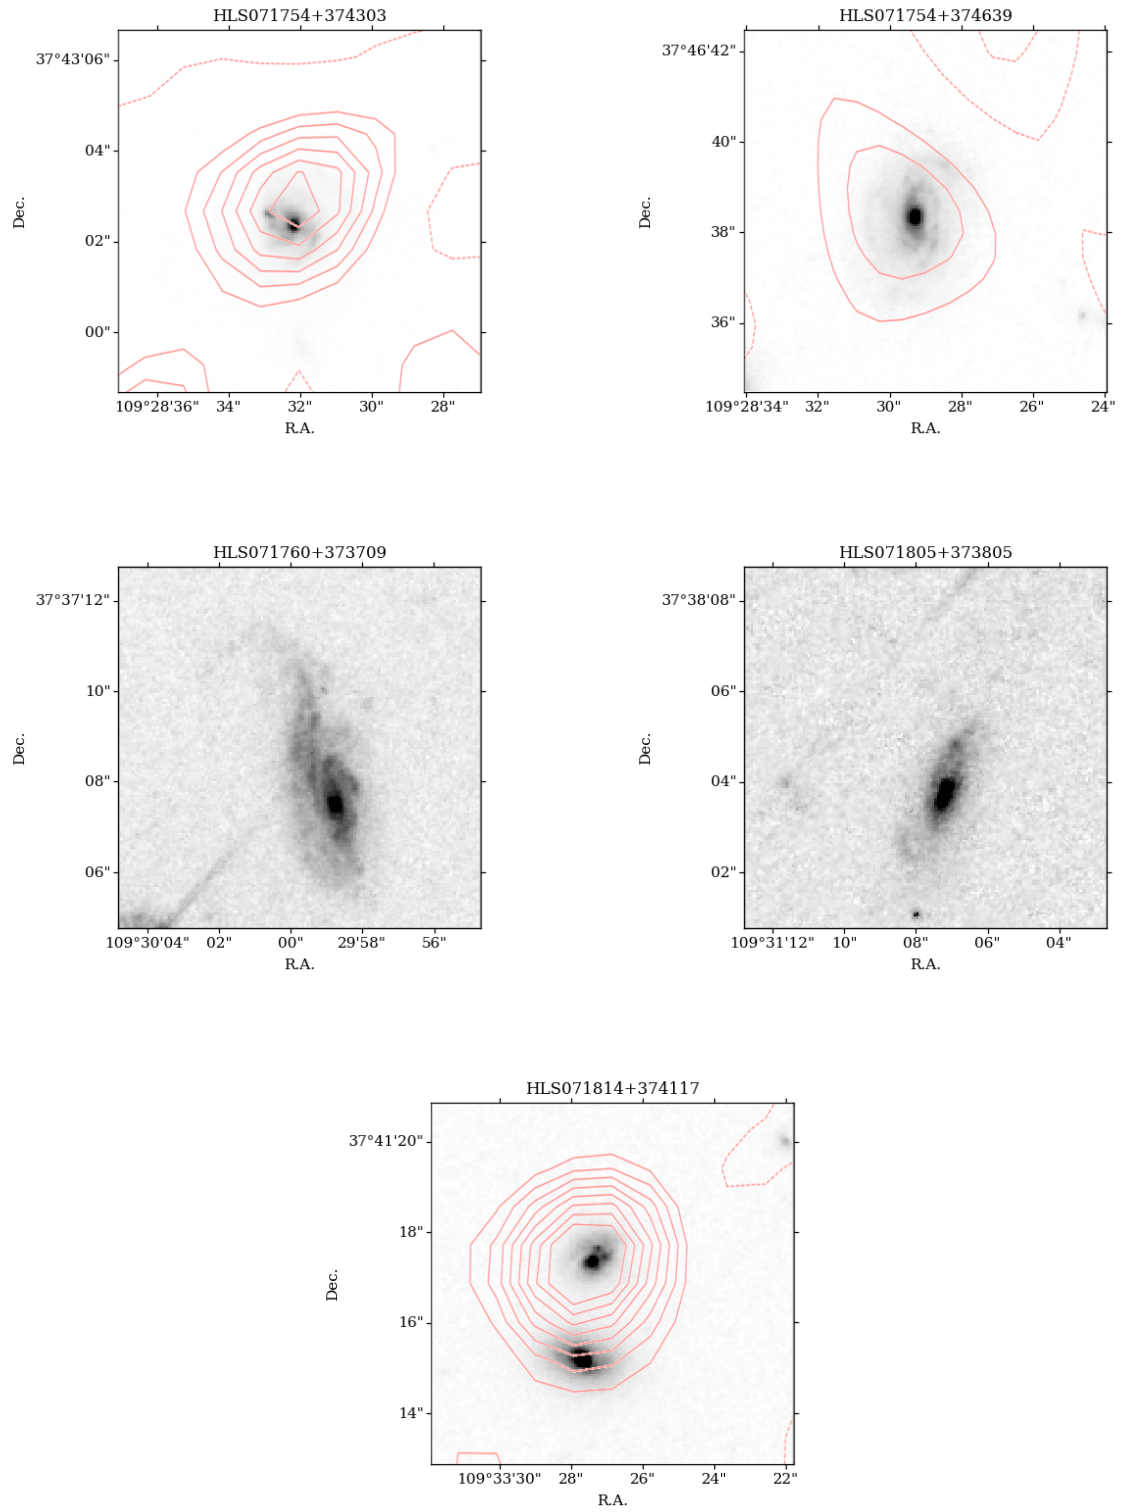 HLS071754+374303
37°43'06"
04"
02"
00"
Dec.
109°28'36" 34" 32" 30" 28"
R.A.
HLS071754+374639
37°46'42"
40"
38"
36"
Dec.
109°28'34" 32" 30" 28" 26" 24"
R.A.
HLS071760+373709
37°37'12"
10"
08"
06"
Dec.
109°30'04" 02" 00" 29'58" 56"
R.A.
HLS071805+373805
37°38'08"
06"
04"
02"
Dec.
109°31'12" 10" 08" 06" 04"
R.A.
HLS071814+374117
37°41'20"
18"
16"
14"
Dec.
109°33'30" 28" 26" 24" 22"
R.A.